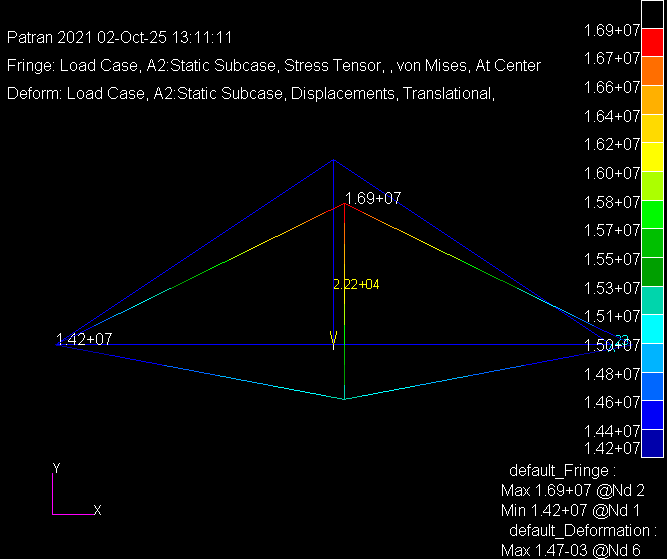 Patran 2021 02-Oct-25 13:11:11
Fringe: Load Case, A2:Static Subcase, Stress Tensor, , von Mises, At Center
Deform: Load Case, A2:Static Subcase, Displacements, Translational,
1.69+07
1.67+07
1.66+07
1.64+07
1.62+07
1.60+07
1.58+07
1.57+07
1.55+07
1.53+07
1.51+07
1.50+07
1.48+07
1.46+07
1.44+07
1.42+07
1.69+07
2.22+04
1.42+07
Y
X
default_Fringe :
Max 1.69+07 @Nd 2
Min 1.42+07 @Nd 1
default_Deformation :
Max 1.47-03 @Nd 6